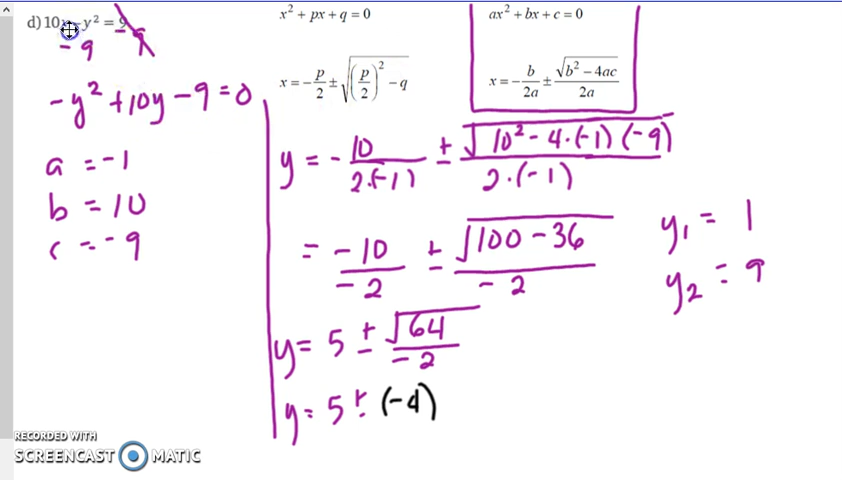 d) 10y - y² = 9
- 9 - 9
-y² + 10y - 9 = 0
a = -1
b = 10
c = -9
x² + px + q = 0
x = -p/2 ± √((p/2)² - q)
ax² + bx + c = 0
x = -b/2a ± √(b² - 4ac)/2a
y = -10/2·(-1) ± √(10² - 4·(-1)(-9))/2·(-1)
= -10/-2 ± √(100 - 36)/-2
y = 5 ± √64/-2
y = 5 ± (-4)
y₁ = 1
y₂ = 9
RECORDED WITH
SCREENCAST MATIC